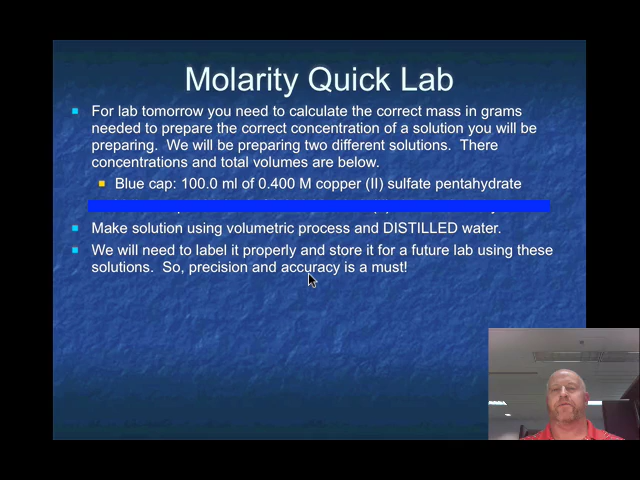 Molarity Quick Lab
For lab tomorrow you need to calculate the correct mass in grams
needed to prepare the correct concentration of a solution you will be
preparing. We will be preparing two different solutions. There
concentrations and total volumes are below.
Blue cap: 100.0 ml of 0.400 M copper (II) sulfate pentahydrate
Make solution using volumetric process and DISTILLED water.
We will need to label it properly and store it for a future lab using these
solutions. So, precision and accuracy is a must!